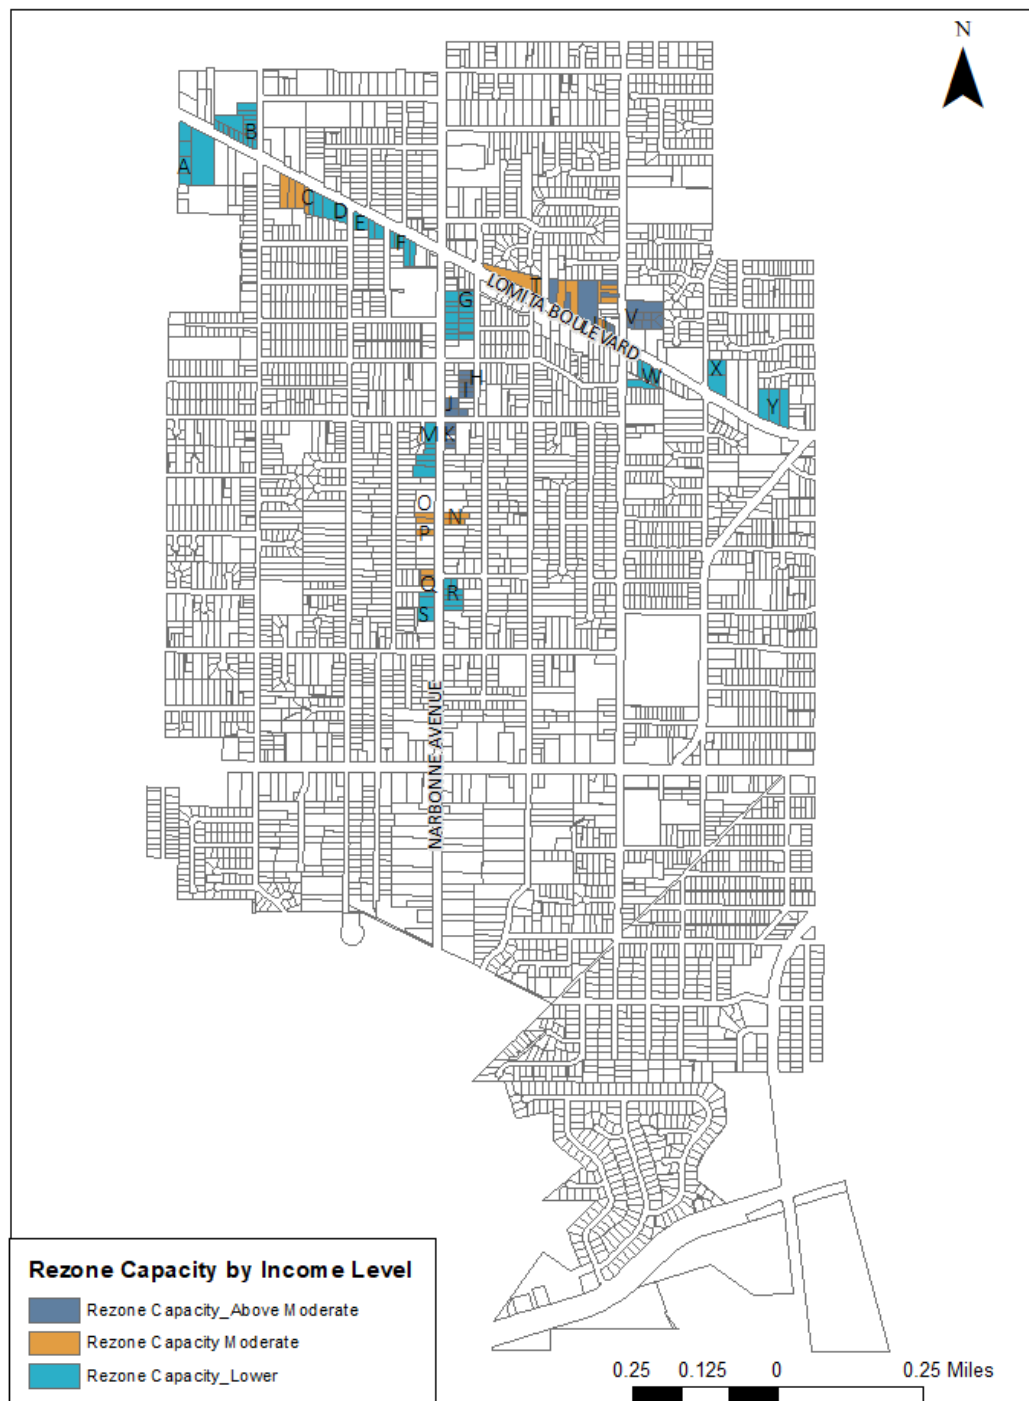 N
B
A
C
D
E
F
T
G
LOMITA BOULEVARD
V
H
I
X
W
J
Y
M K
O
N
P
Q
R
S
NARBONNE AVENUE
Rezone Capacity by Income Level
Rezone Capacity_Above Moderate
Rezone Capacity Moderate
Rezone Capacity_Lower
0.25 0.125 0 0.25 Miles